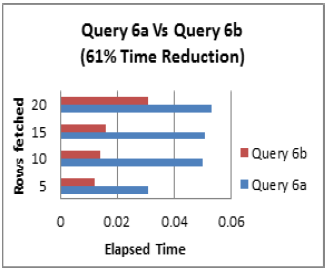 Query 6a Vs Query 6b
(61% Time Reduction)
Rows fetched
20
15
10
5
Query 6b
Query 6a
0 0.02 0.04 0.06
Elapsed Time